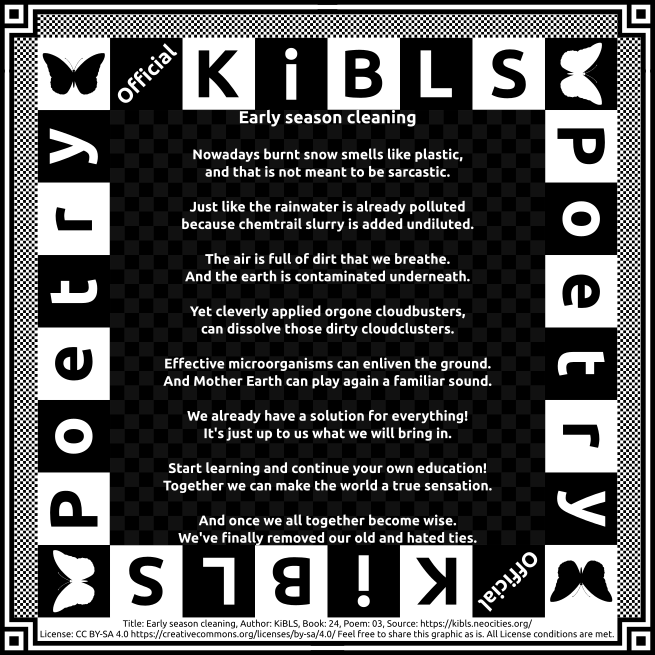 Official KiBLS
Poetry
Poetry
Early season cleaning
Nowadays burnt snow smells like plastic,
and that is not meant to be sarcastic.
Just like the rainwater is already polluted
because chemtrail slurry is added undiluted.
The air is full of dirt that we breathe.
And the earth is contaminated underneath.
Yet cleverly applied orgone cloudbusters,
can dissolve those dirty cloudclusters.
Effective microorganisms can enliven the ground.
And Mother Earth can play again a familiar sound.
We already have a solution for everything!
It's just up to us what we will bring in.
Start learning and continue your own education!
Together we can make the world a true sensation.
And once we all together become wise.
We've finally removed our old and hated ties.
Official KiBLS
Title: Early season cleaning, Author: KiBLS, Book: 24, Poem: 03, Source: https://kibls.neocities.org/
License: CC BY-SA 4.0 https://creativecommons.org/licenses/by-sa/4.0/ Feel free to share this graphic as is. All License conditions are met.